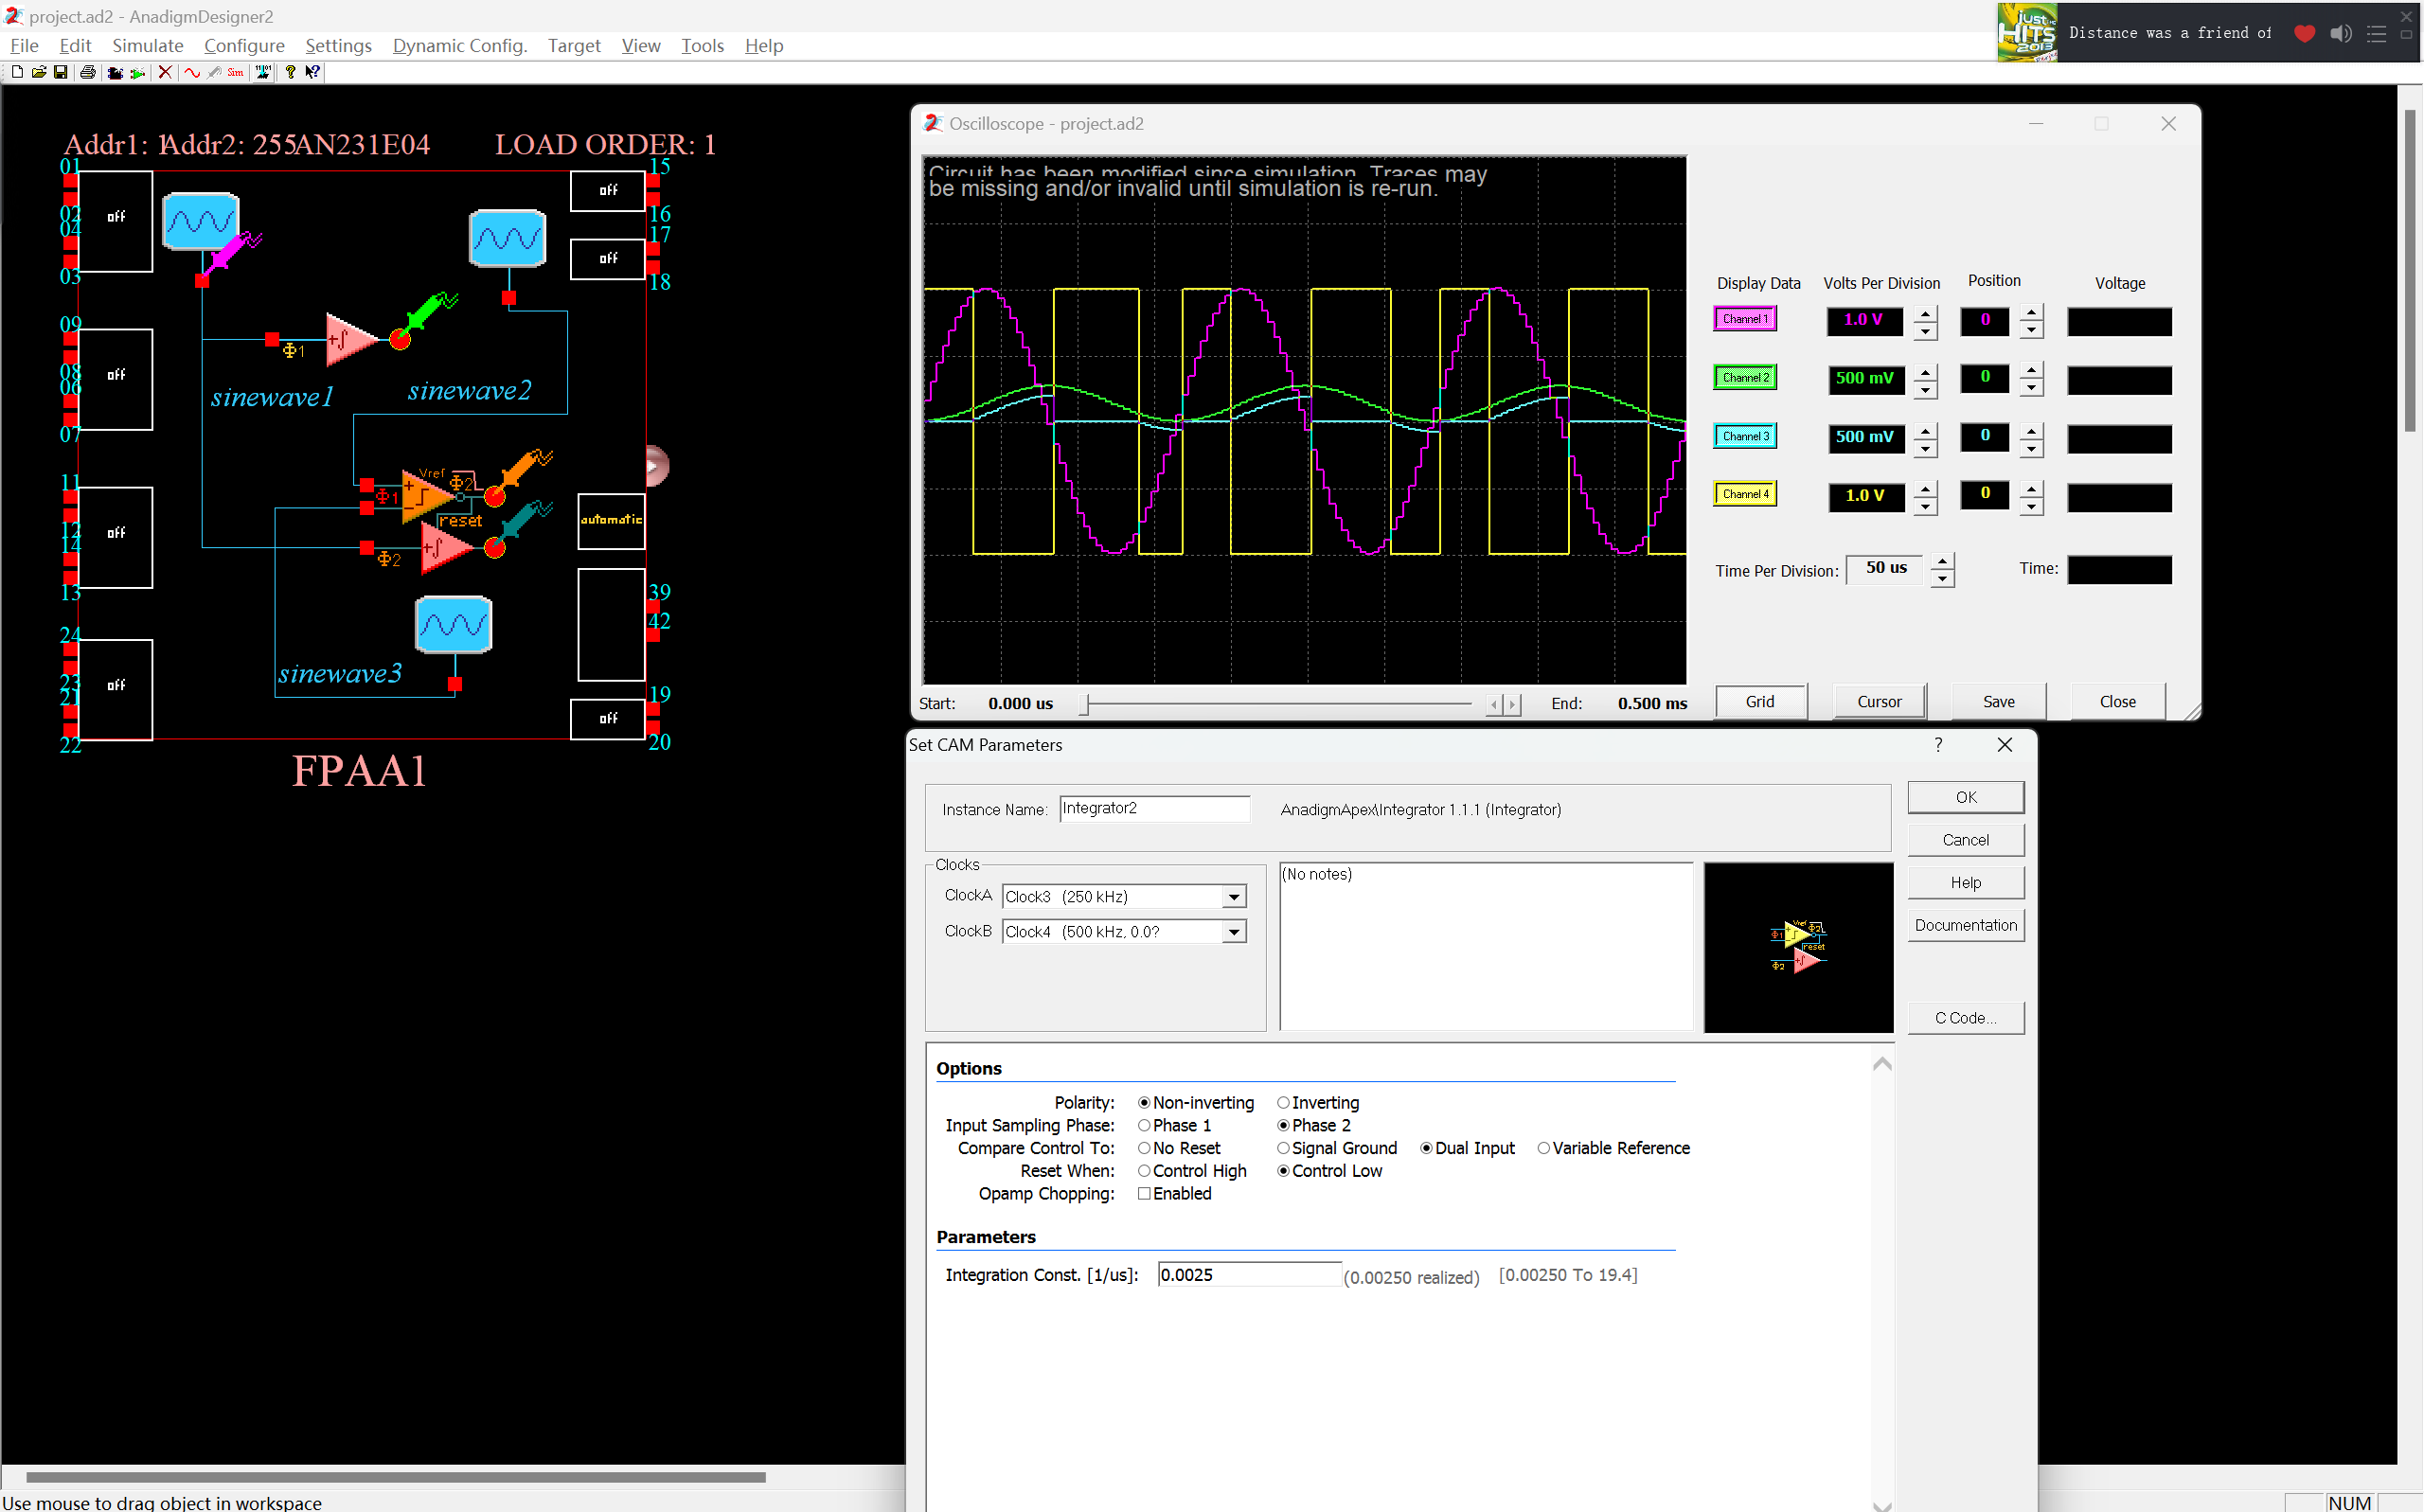 project.ad2 - AnadigmDesigner2
File Edit Simulate Configure Settings Dynamic Config. Target View Tools Help
Sim
just
HITS
2013
Distance was a friend of
Addr1: 1Addr2: 255AN231E04 LOAD ORDER: 1
01
02
04
03
09
08
06
07
11
12
14
13
24
23
21
22
off
off
off
off
15
16
17
18
off
off
automatic
39
42
19
20
off
Φ1
sinewave1
sinewave2
Vref
Φ2
Φ1
reset
Φ2
sinewave3
FPAA1
Oscilloscope - project.ad2
Circuit has been modified since simulation. Traces may
be missing and/or invalid until simulation is re-run.
Display Data Volts Per Division Position Voltage
Channel 1 1.0 V 0
Channel 2 500 mV 0
Channel 3 500 mV 0
Channel 4 1.0 V 0
Time Per Division: 50 us Time:
Start: 0.000 us End: 0.500 ms Grid Cursor Save Close
Set CAM Parameters ?
Instance Name: Integrator2 AnadigmApex\Integrator 1.1.1 (Integrator)
OK
Cancel
Help
Documentation
C Code...
Clocks
ClockA Clock3 (250 kHz)
ClockB Clock4 (500 kHz, 0.0?
(No notes)
Vref
Φ1
Φ2
reset
Φ2
Options
Polarity: Non-inverting Inverting
Input Sampling Phase: Phase 1 Phase 2
Compare Control To: No Reset Signal Ground Dual Input Variable Reference
Reset When: Control High Control Low
Opamp Chopping: Enabled
Parameters
Integration Const. [1/us]: 0.0025 (0.00250 realized) [0.00250 To 19.4]
Use mouse to drag object in workspace
NUM